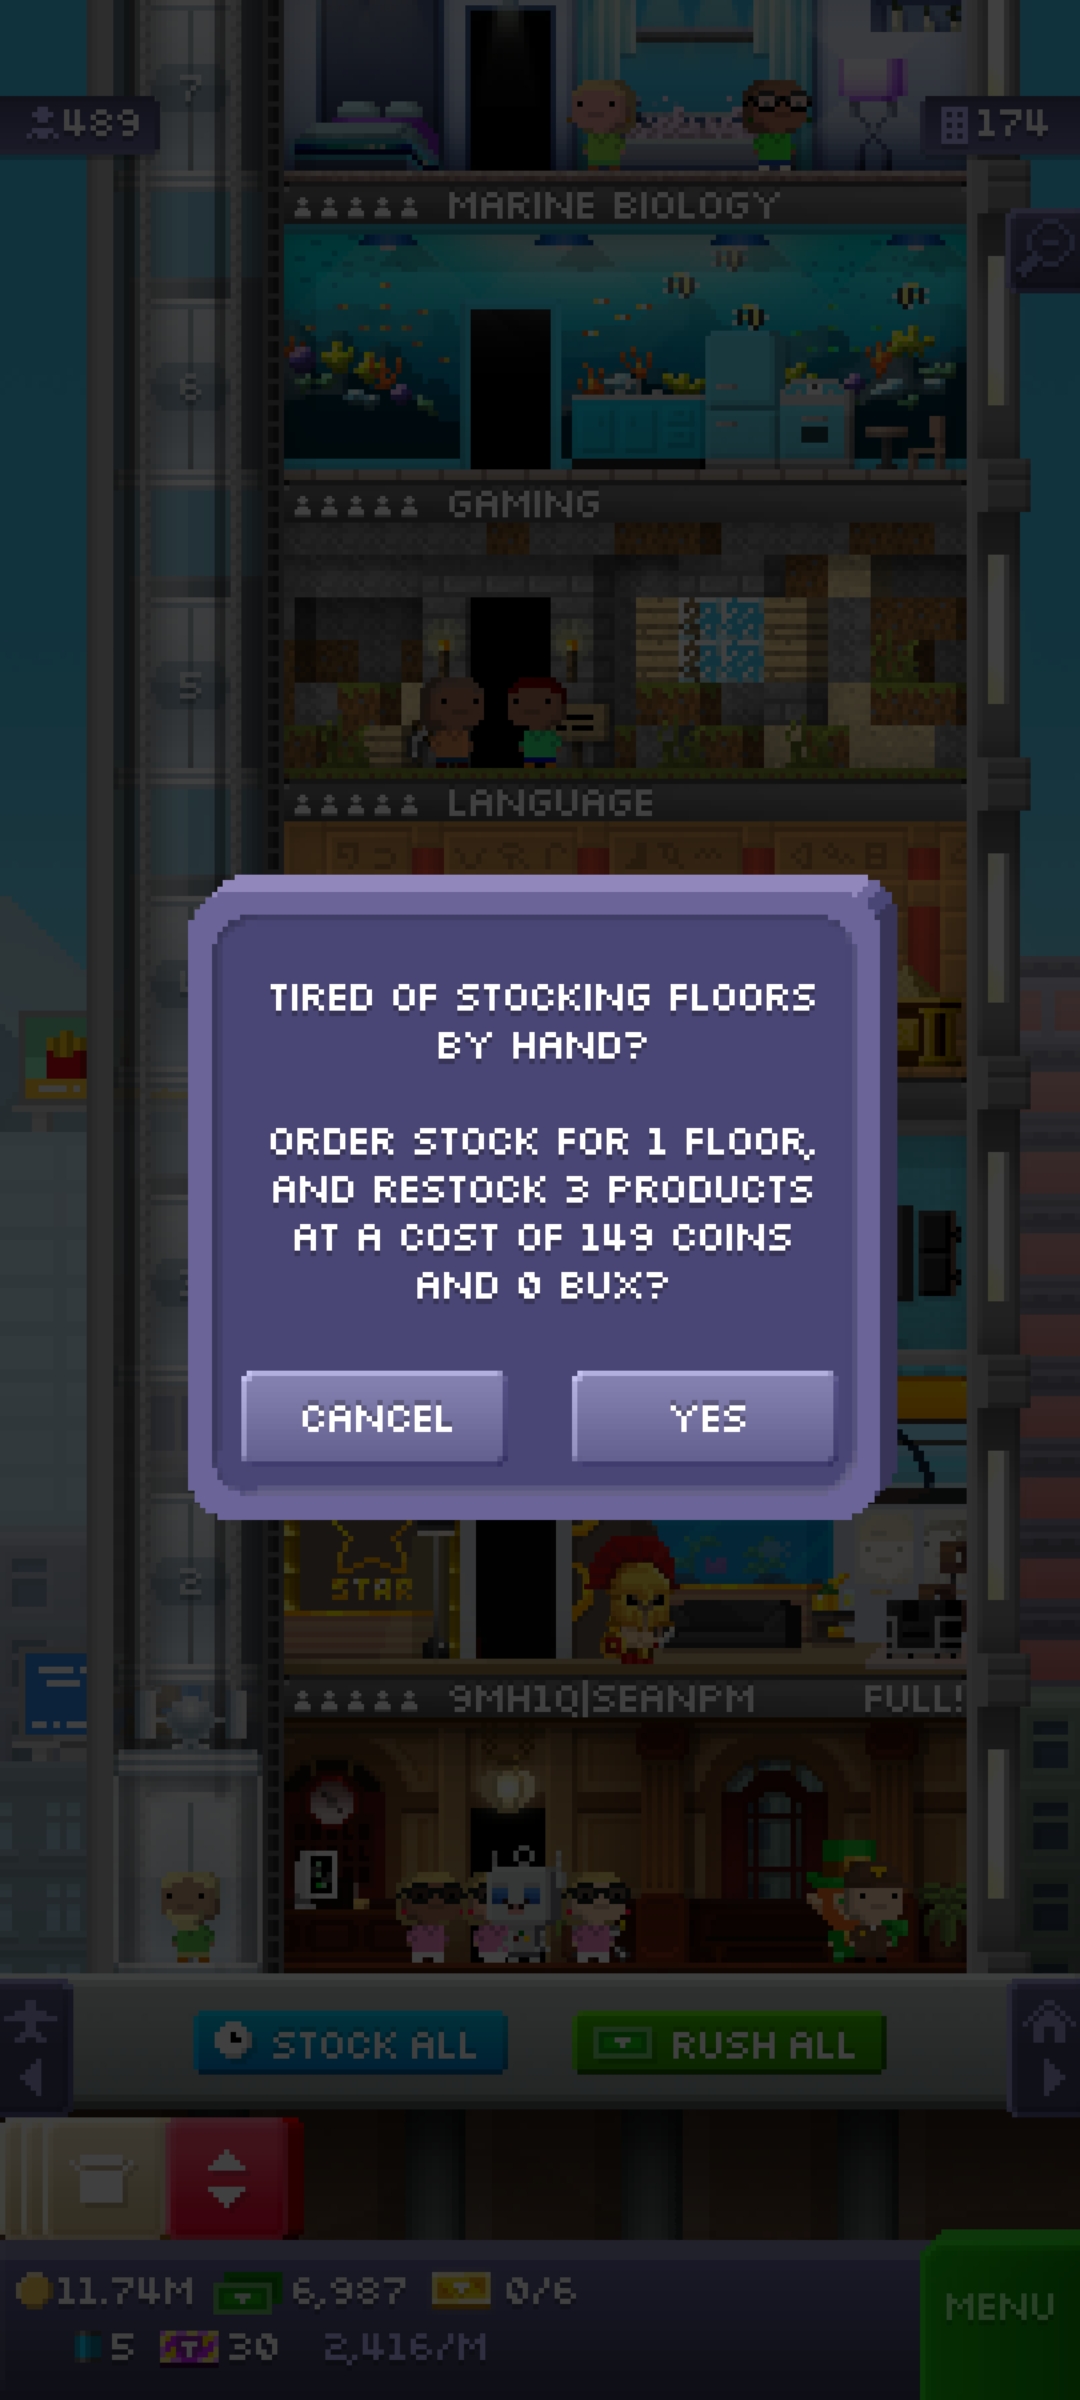 7
489
174
MARINE BIOLOGY
6
GAMING
5
LANGUAGE
TIRED OF STOCKING FLOORS
BY HAND?
ORDER STOCK FOR 1 FLOOR,
AND RESTOCK 3 PRODUCTS
AT A COST OF 149 COINS
AND 0 BUX?
CANCEL
YES
2
STAR
9MH1Q|SEANPM
FULL!
STOCK ALL
RUSH ALL
11.74M
6,987
0/6
MENU
5
30
2,416/M